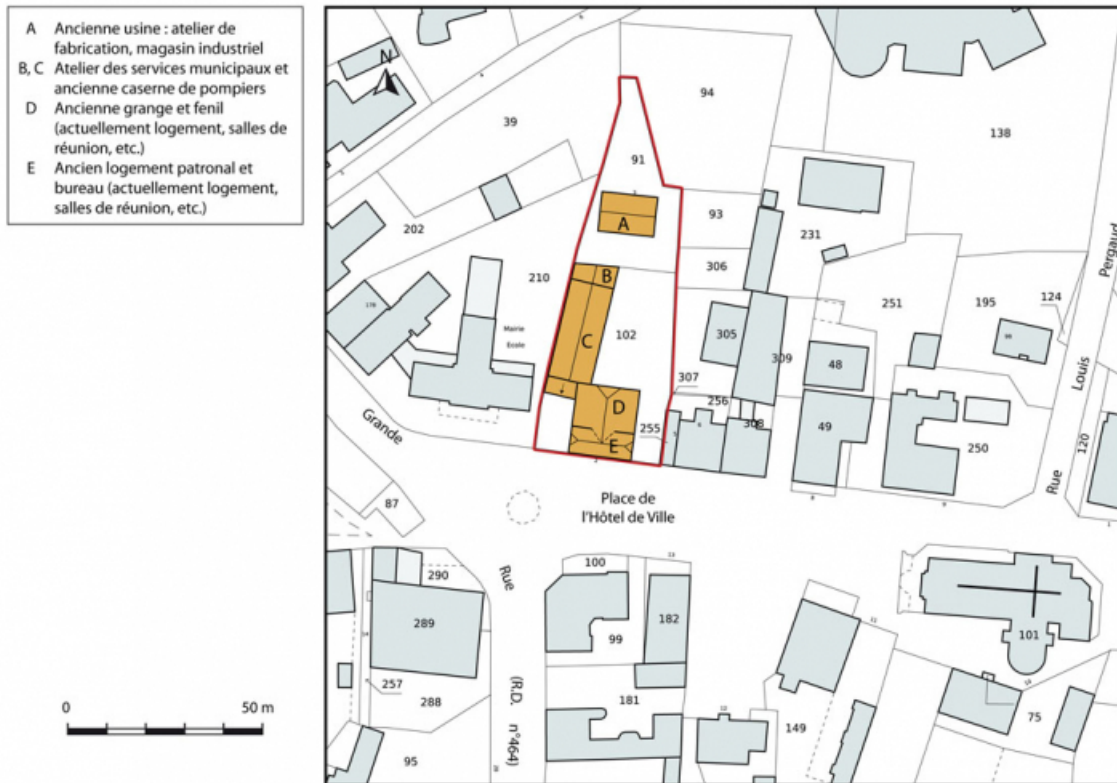 A Ancienne usine : atelier de
fabrication, magasin industriel
B, C Atelier des services municipaux et
ancienne caserne de pompiers
D Ancienne grange et fenil
(actuellement logement, salles de
réunion, etc.)
E Ancien logement patronal et
bureau (actuellement logement,
salles de réunion, etc.)
N
94
39
138
91
A
202
93
231
Pergaud
210
B
306
251
195
124
178
Mairie
Ecole
C
102
305
309
48
Louis
307
D
256
Grande
255
308
49
E
250
Rue
120
87
Place de
l'Hôtel de Ville
290
Rue
100
13
289
182
99
101
257
288
(R.D. n°464)
181
149
75
95
0 50 m